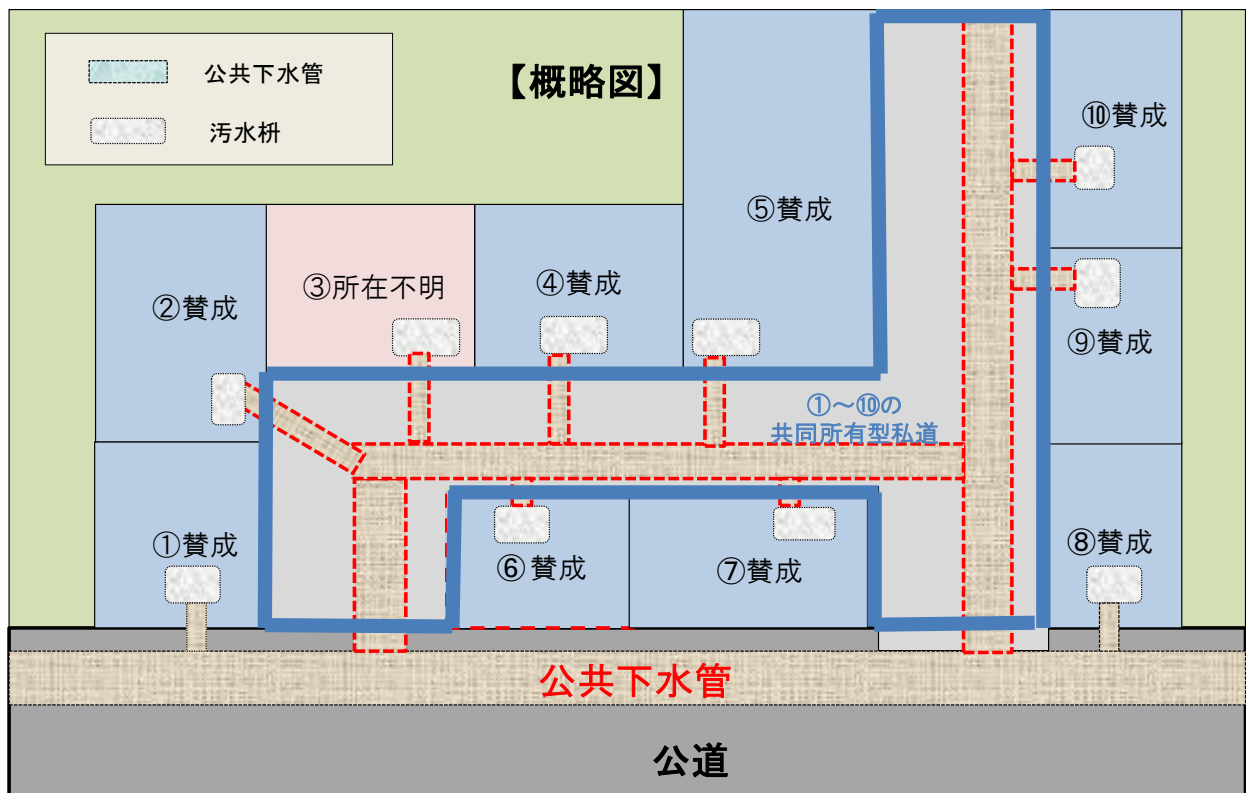 【概略図】
公共下水管
汚水枡
⑩賛成
⑤賛成
②賛成
③所在不明
④賛成
⑨賛成
①~⑩の
共同所有型私道
①賛成
⑥賛成
⑦賛成
⑧賛成
公共下水管
公道